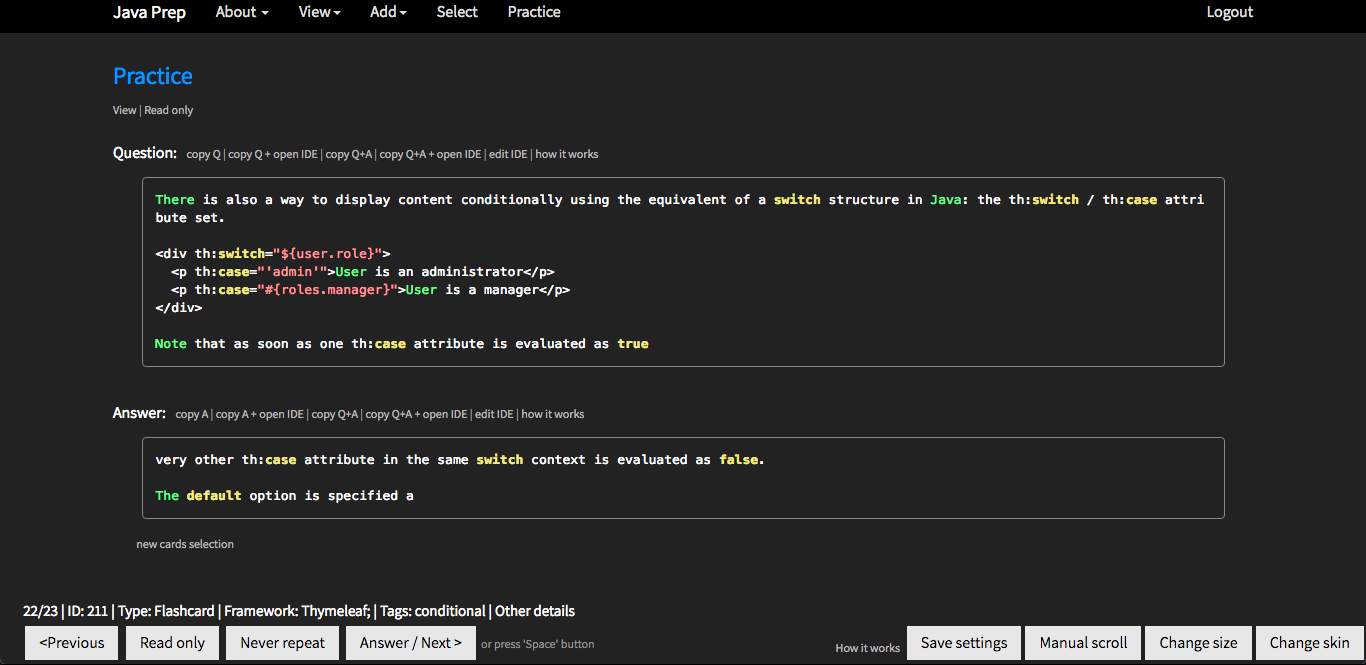 Java Prep About View Add Select Practice Logout
Practice
View | Read only
Question: copy Q | copy Q + open IDE | copy Q+A | copy Q+A + open IDE | edit IDE | how it works
There is also a way to display content conditionally using the equivalent of a switch structure in Java: the th:switch / th:case attri
bute set.
<div th:switch="${user.role}">
<p th:case="'admin'">User is an administrator</p>
<p th:case="#{roles.manager}">User is a manager</p>
</div>
Note that as soon as one th:case attribute is evaluated as true
Answer: copy A | copy A + open IDE | copy Q+A | copy Q+A + open IDE | edit IDE | how it works
very other th:case attribute in the same switch context is evaluated as false.
The default option is specified a
new cards selection
22/23 | ID: 211 | Type: Flashcard | Framework: Thymeleaf; | Tags: conditional | Other details
<Previous Read only Never repeat Answer / Next > or press 'Space' button How it works Save settings Manual scroll Change size Change skin